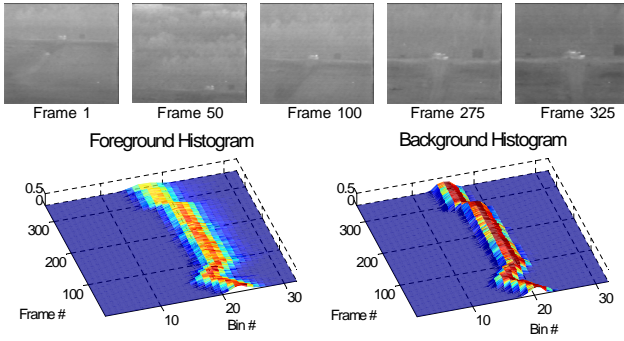 Frame 1 Frame 50 Frame 100 Frame 275 Frame 325
Foreground Histogram Background Histogram
0.5 0.5
0 0
300 300
200 200
100 100
30 30
20 20
10 10
Frame # Bin # Frame # Bin #